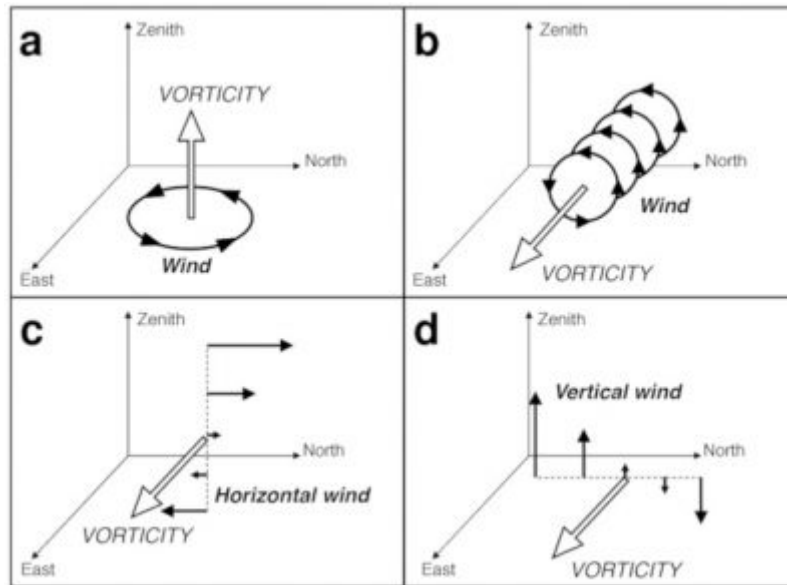 a
Zenith
VORTICITY
North
Wind
East
b
Zenith
North
Wind
VORTICITY
East
c
Zenith
North
Horizontal wind
VORTICITY
East
d
Zenith
Vertical wind
North
VORTICITY
East